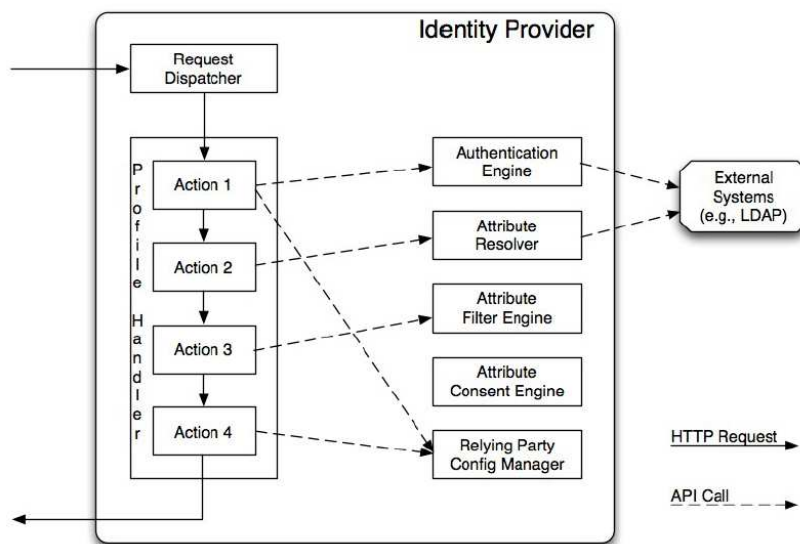 Identity Provider
Request
Dispatcher
Profile Handler
Action 1
Action 2
Action 3
Action 4
Authentication
Engine
Attribute
Resolver
Attribute
Filter Engine
Attribute
Consent Engine
Relying Party
Config Manager
External
Systems
(e.g., LDAP)
HTTP Request
API Call